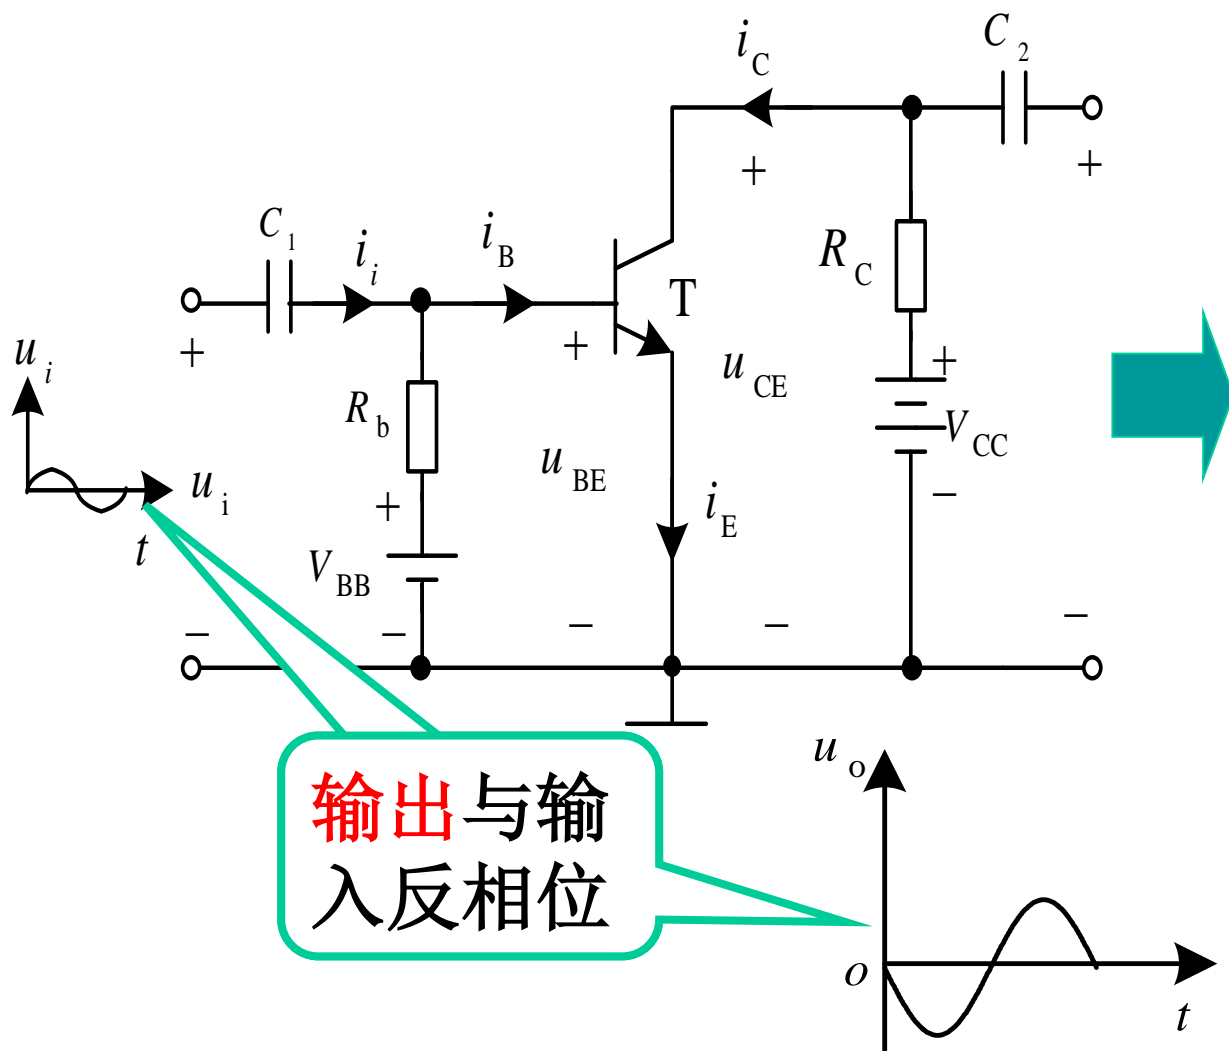 i_C
C_2
+
+
C_1
i_i
i_B
R_C
T
+
+
u_i
u_CE
+
R_b
V_CC
u_BE
u_i
+
−
i_E
t
V_BB
−
−
−
−
−
u_o
输出与输
入反相位
o
t